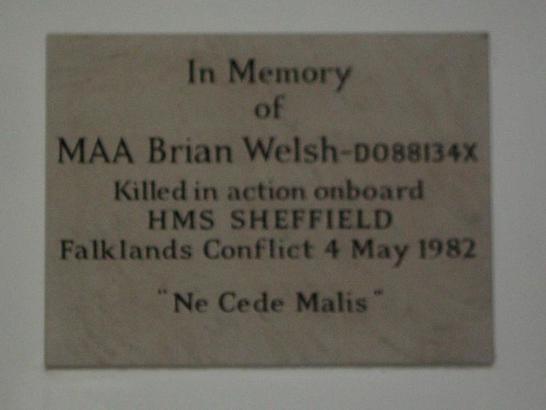 In Memory
of
MAA Brian Welsh-D088134X
Killed in action onboard
HMS SHEFFIELD
Falklands Conflict 4 May 1982
"Ne Cede Malis"